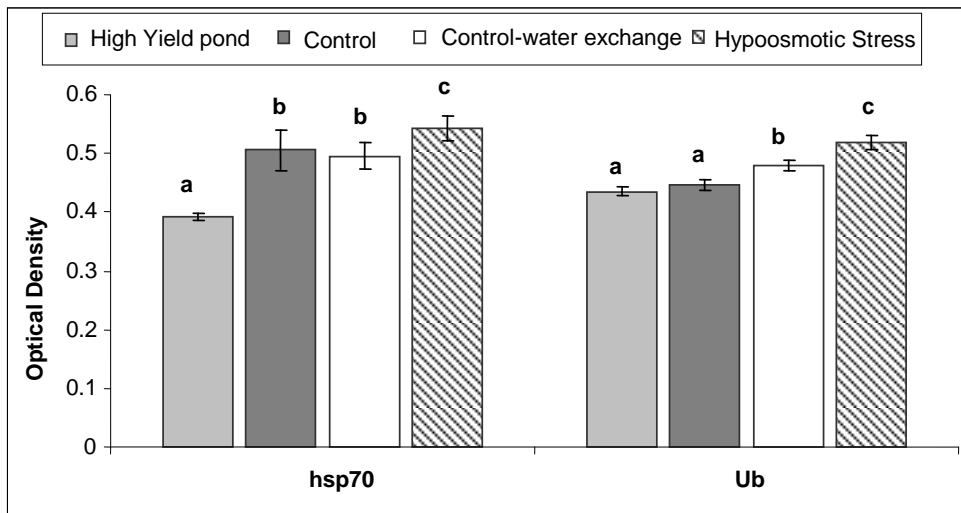 High Yield pond Control Control-water exchange Hypoosmotic Stress
0.6
0.5
0.4
0.3
0.2
0.1
0
Optical Density
a b b c
a a b c
hsp70 Ub